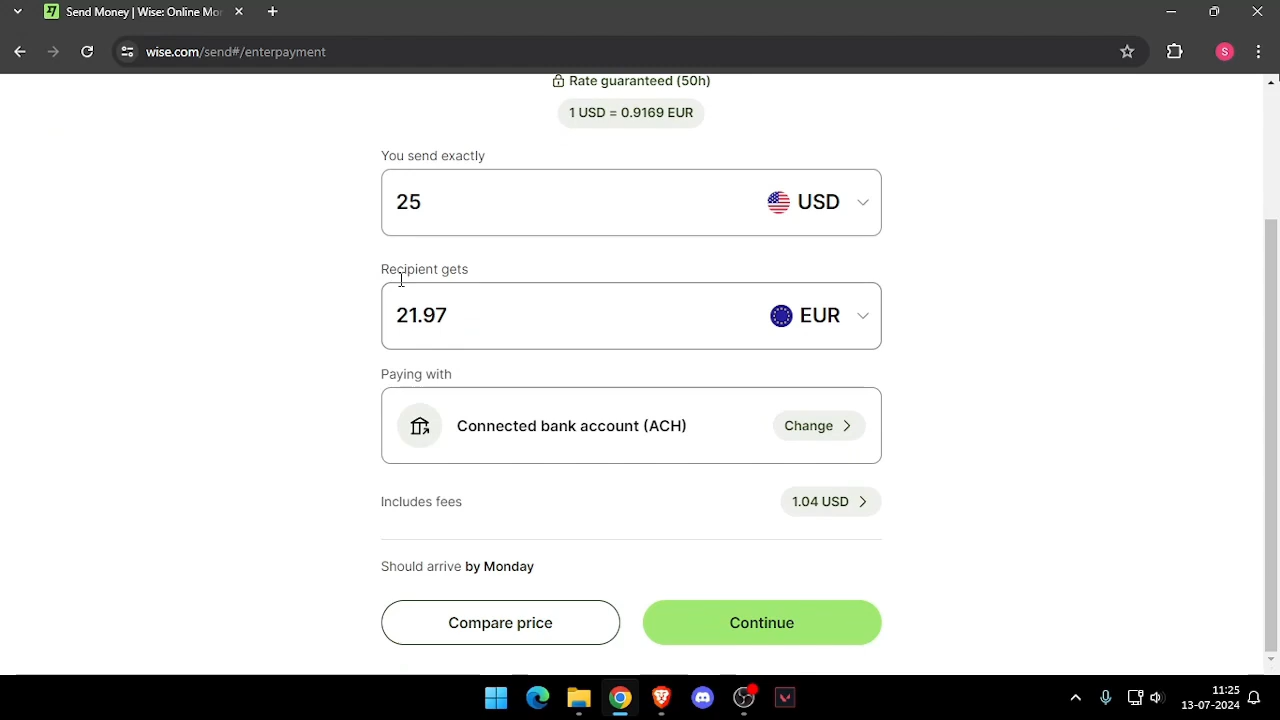 Send Money | Wise: Online Mon
wise.com/send#/enterpayment
S
Rate guaranteed (50h)
1 USD = 0.9169 EUR
You send exactly
25
USD
Recipient gets
21.97
EUR
Paying with
Connected bank account (ACH)
Change
Includes fees
1.04 USD
Should arrive by Monday
Compare price
Continue
11:25
13-07-2024